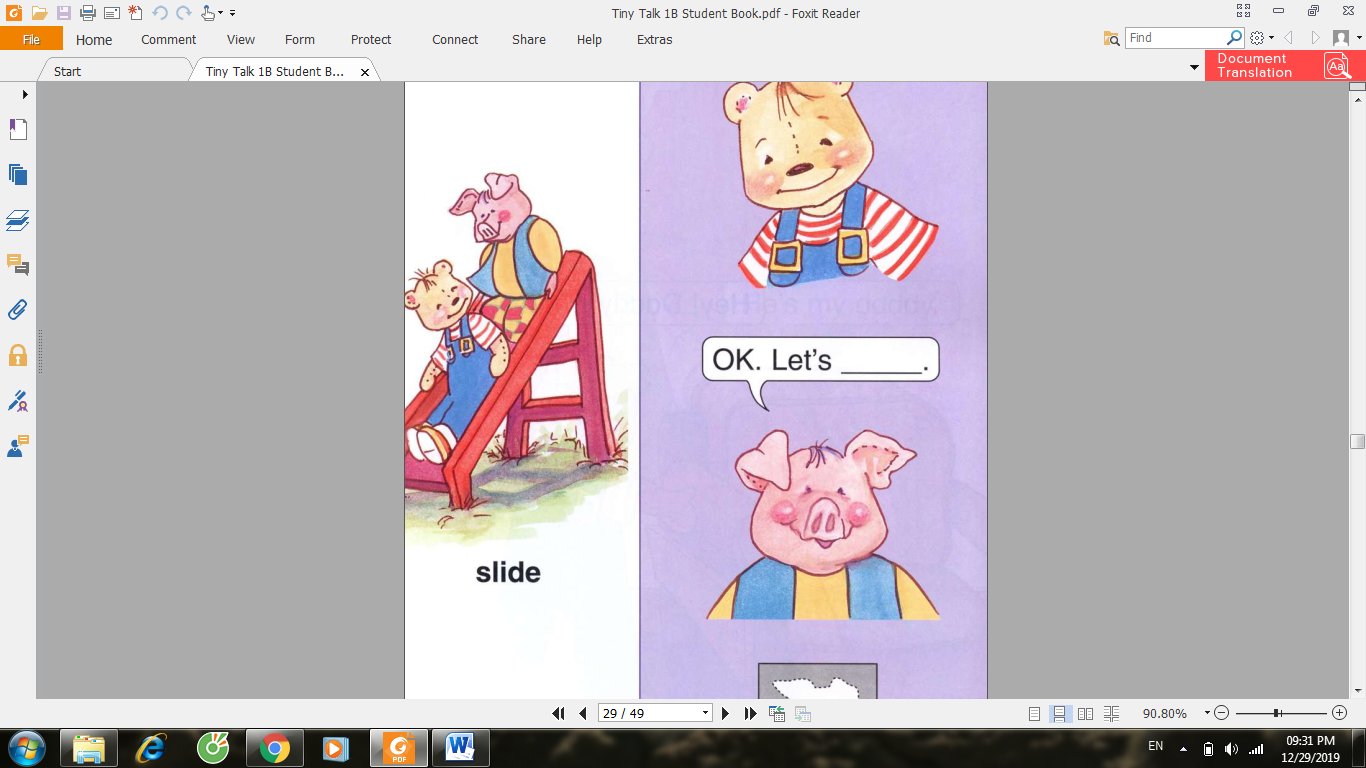 Tiny Talk 1B Student Book.pdf - Foxit Reader
File Home Comment View Form Protect Connect Share Help Extras
Find
Start
Tiny Talk 1B Student B... x
Document
Translation
Aa
OK. Let's ______.
slide
29 / 49
90.80%
PDF
W
EN
09:31 PM
12/29/2019